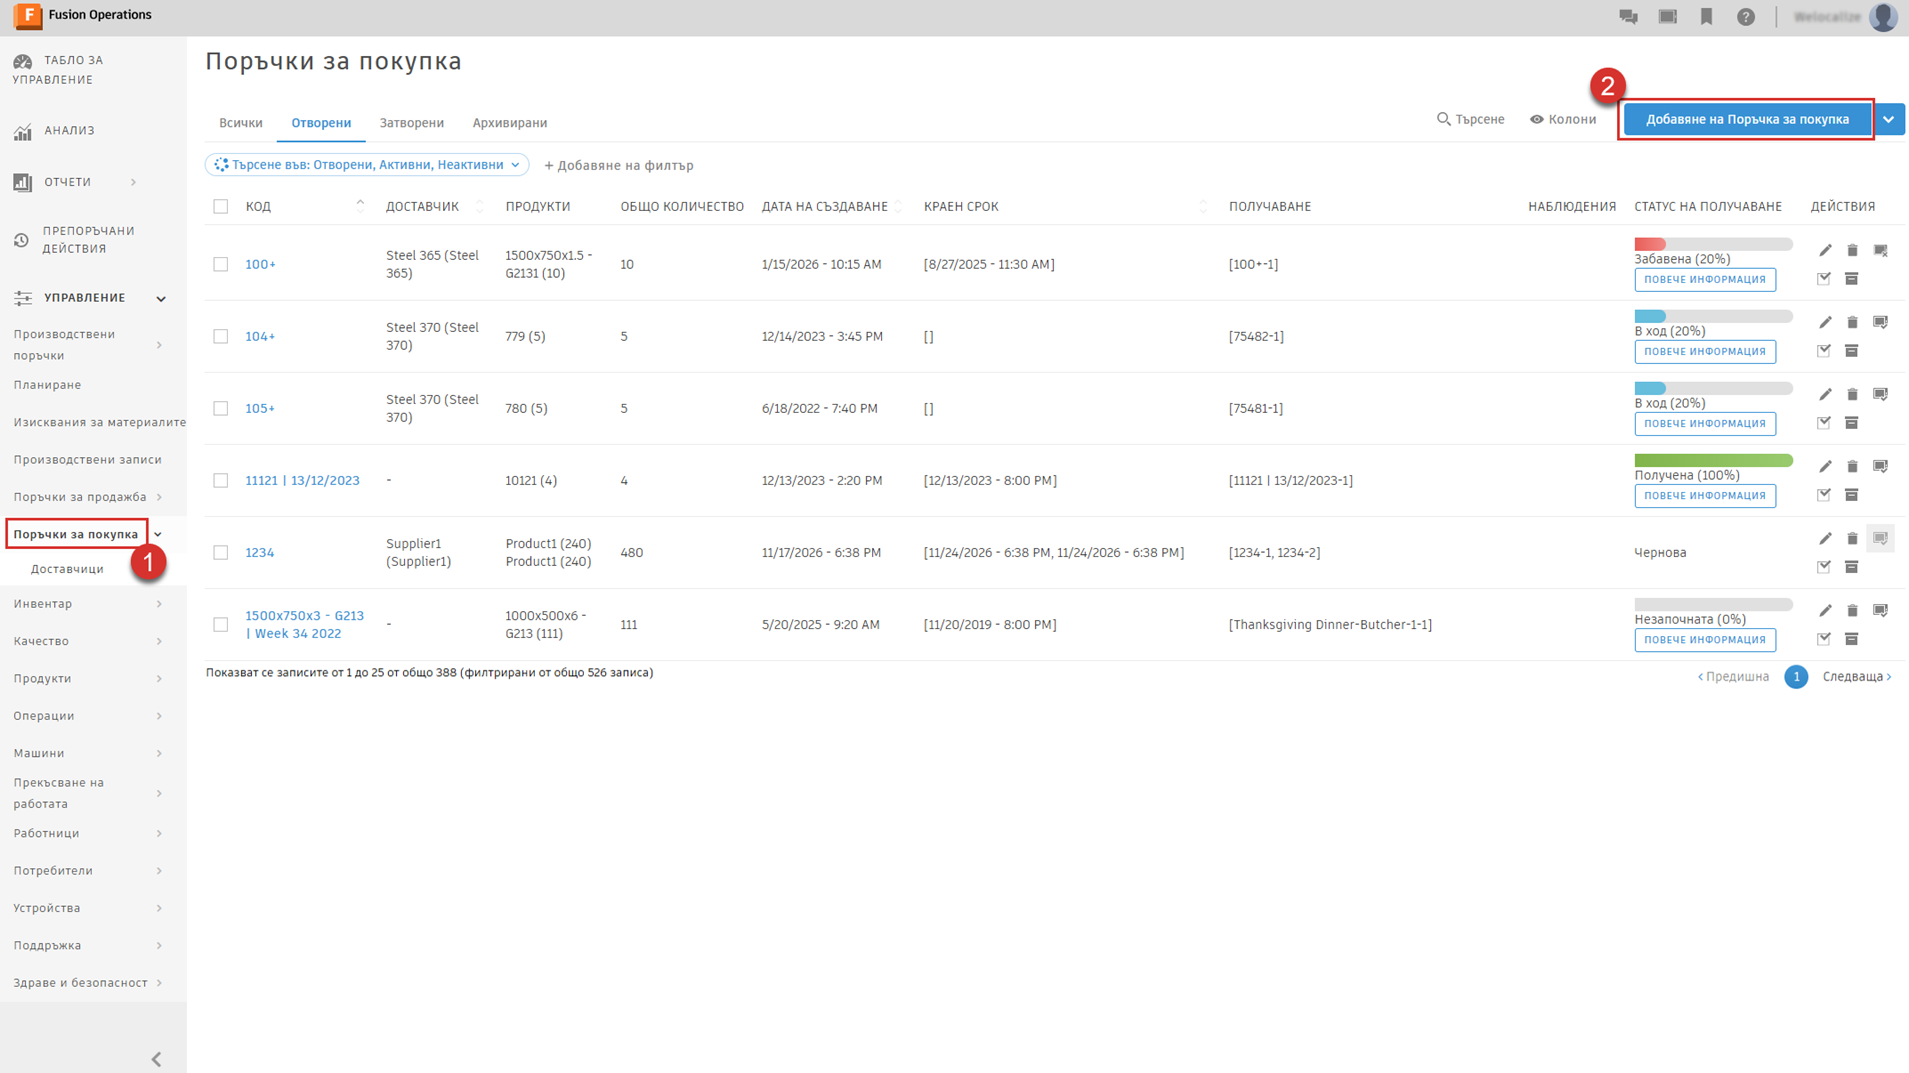 Fusion Operations
Welocalize
ТАБЛО ЗА
УПРАВЛЕНИЕ
АНАЛИЗ
ОТЧЕТИ
ПРЕПОРЪЧАНИ
ДЕЙСТВИЯ
УПРАВЛЕНИЕ
Производствени
поръчки
Планиране
Изисквания за материалите
Производствени записи
Поръчки за продажба
Поръчки за покупка
1
Доставчици
Инвентар
Качество
Продукти
Операции
Машини
Прекъсване на
работата
Работници
Потребители
Устройства
Поддръжка
Здраве и безопасност
Поръчки за покупка
Всички Отворени Затворени Архивирани
Търсене Колони
2
Добавяне на Поръчка за покупка
Търсене във: Отворени, Активни, Неактивни + Добавяне на филтър
КОД ДОСТАВЧИК ПРОДУКТИ ОБЩО КОЛИЧЕСТВО ДАТА НА СЪЗДАВАНЕ КРАЕН СРОК ПОЛУЧАВАНЕ НАБЛЮДЕНИЯ СТАТУС НА ПОЛУЧАВАНЕ ДЕЙСТВИЯ
100+ Steel 365 (Steel 365) 1500x750x1.5 - G2131 (10) 10 1/15/2026 - 10:15 AM [8/27/2025 - 11:30 AM] [100+-1] Забавена (20%)
ПОВЕЧЕ ИНФОРМАЦИЯ
104+ Steel 370 (Steel 370) 779 (5) 5 12/14/2023 - 3:45 PM [] [75482-1] В ход (20%)
ПОВЕЧЕ ИНФОРМАЦИЯ
105+ Steel 370 (Steel 370) 780 (5) 5 6/18/2022 - 7:40 PM [] [75481-1] В ход (20%)
ПОВЕЧЕ ИНФОРМАЦИЯ
11121 | 13/12/2023 - 10121 (4) 4 12/13/2023 - 2:20 PM [12/13/2023 - 8:00 PM] [11121 | 13/12/2023-1] Получена (100%)
ПОВЕЧЕ ИНФОРМАЦИЯ
1234 Supplier1 (Supplier1) Product1 (240) Product1 (240) 480 11/17/2026 - 6:38 PM [11/24/2026 - 6:38 PM, 11/24/2026 - 6:38 PM] [1234-1, 1234-2] Чернова
1500x750x3 - G213 | Week 34 2022 - 1000x500x6 - G213 (111) 111 5/20/2025 - 9:20 AM [11/20/2019 - 8:00 PM] [Thanksgiving Dinner-Butcher-1-1] Незапочната (0%)
ПОВЕЧЕ ИНФОРМАЦИЯ
Показват се записите от 1 до 25 от общо 388 (филтрирани от общо 526 записа)
Предишна 1 Следваща